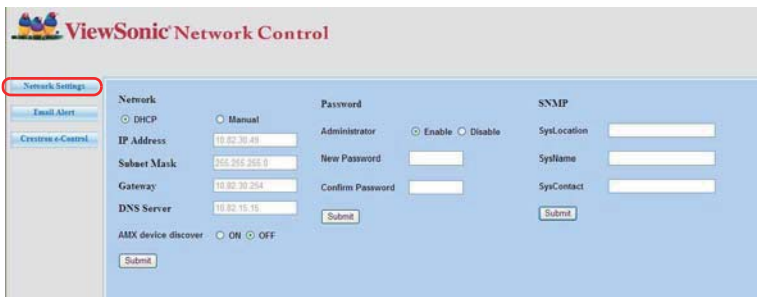 ViewSonic® Network Control
Network Settings
Email Alert
Crestron e-Control
Network
DHCP Manual
IP Address 10.82.30.49
Subnet Mask 255.255.255.0
Gateway 10.82.30.254
DNS Server 10.82.15.15
AMX device discover ON OFF
Submit
Password
Administrator Enable Disable
New Password
Confirm Password
Submit
SNMP
SysLocation
SysName
SysContact
Submit